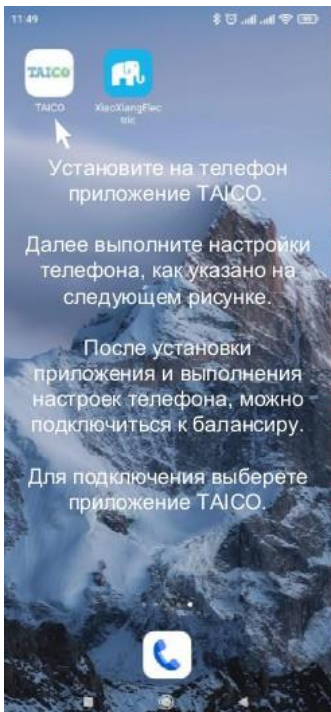 11:49
TAICO
TAICO
XiaoXiangElec
tric
Установите на телефон
приложение TAICO.
Далее выполните настройки
телефона, как указано на
следующем рисунке.
После установки
приложения и выполнения
настроек телефона, можно
подключиться к балансиру.
Для подключения выберете
приложение TAICO.